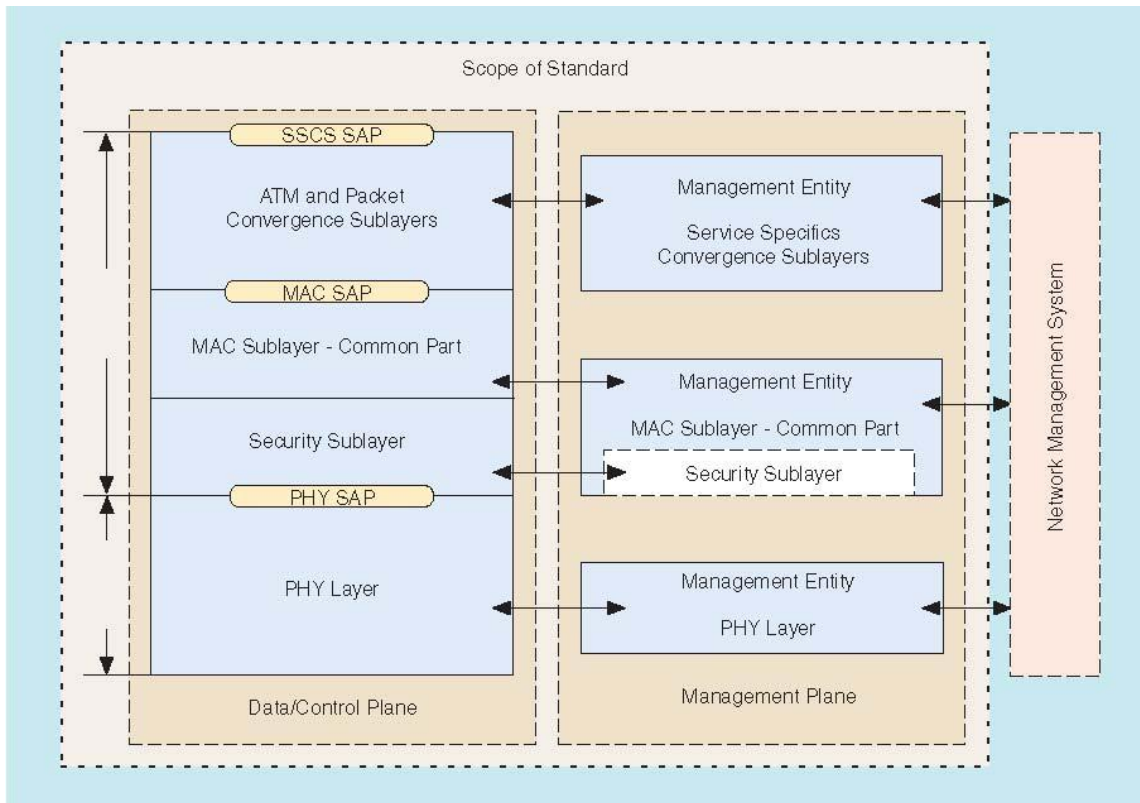 Scope of Standard
SSCS SAP
ATM and Packet
Convergence Sublayers
MAC SAP
MAC Sublayer - Common Part
Security Sublayer
PHY SAP
PHY Layer
Data/Control Plane
Management Entity
Service Specifics
Convergence Sublayers
Management Entity
MAC Sublayer - Common Part
Security Sublayer
Management Entity
PHY Layer
Management Plane
Network Management System